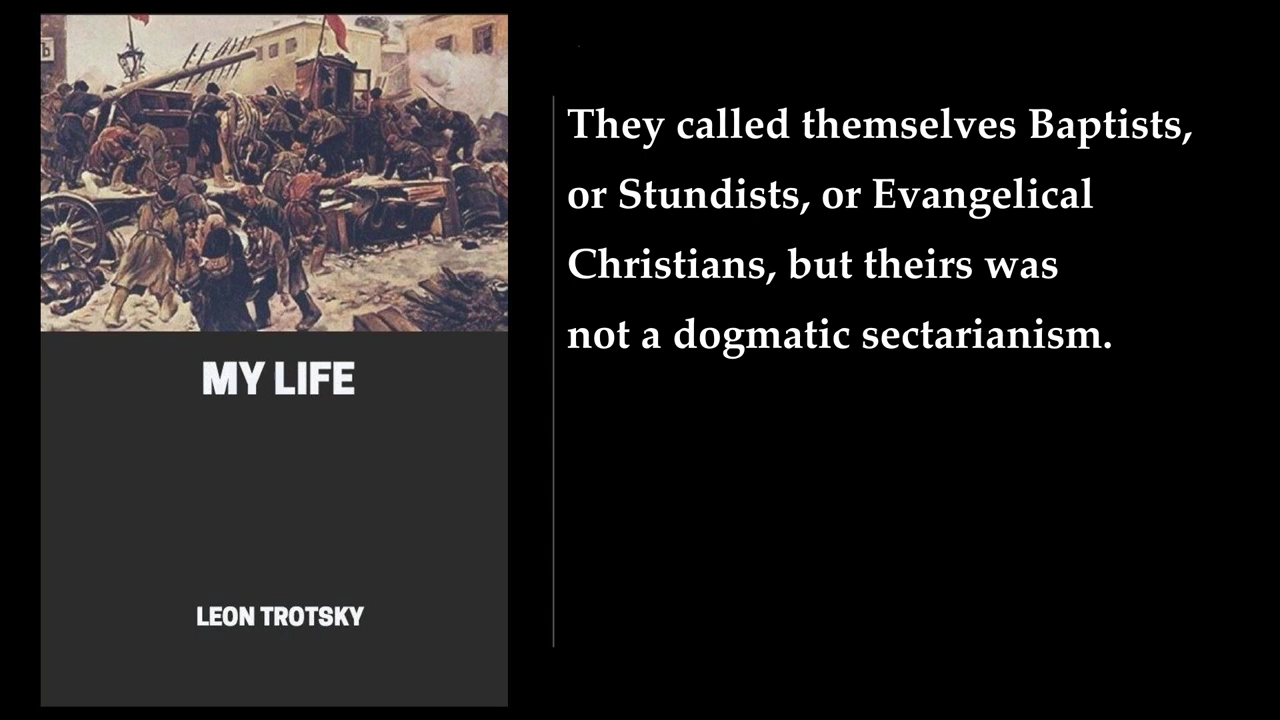 MY LIFE
LEON TROTSKY
They called themselves Baptists,
or Stundists, or Evangelical
Christians, but theirs was
not a dogmatic sectarianism.